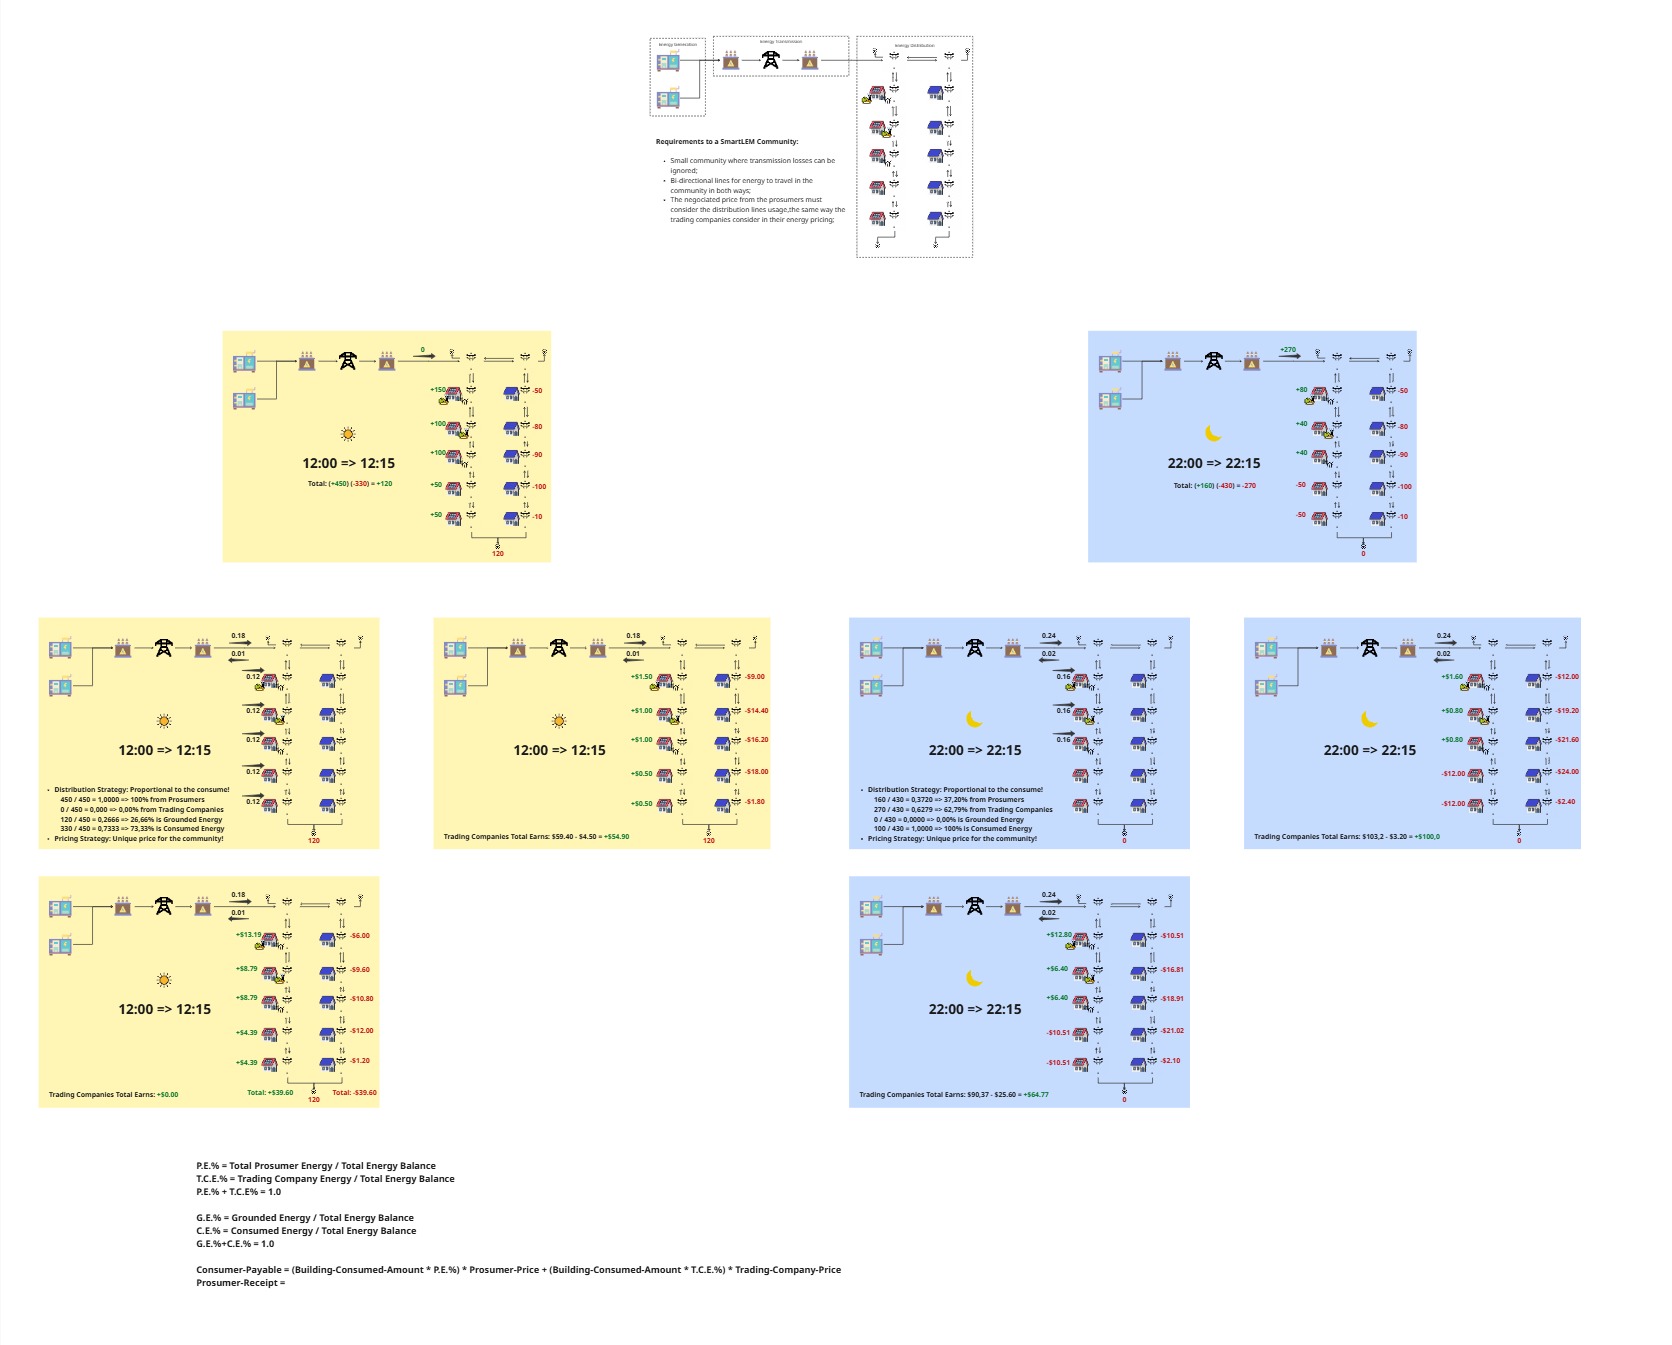 Energy Generation
Energy Transmission
Energy Distribution
Requirements to a SmartLEM Community:
• Small community where transmission losses can be
ignored;
• Bi-directional lines for energy to travel in the
community in both ways;
• The negociated price from the prosumers must
consider the distribution lines usage,the same way the
trading companies consider in their energy pricing;
0
+150
-50
+100
-80
+100
-90
12:00 => 12:15
Total: (+450) (-330) = +120
+50
-100
+50
-10
120
+270
+80
-50
+40
-80
+40
-90
22:00 => 22:15
Total: (+160) (-430) = -270
-50
-100
-50
-10
0
0.18
0.01
0.12
0.12
0.12
12:00 => 12:15
0.12
0.12
• Distribution Strategy: Proportional to the consume!
450 / 450 = 1,0000 => 100% from Prosumers
0 / 450 = 0,000 => 0,00% from Trading Companies
120 / 450 = 0,2666 => 26,66% is Grounded Energy
330 / 450 = 0,7333 => 73,33% is Consumed Energy
• Pricing Strategy: Unique price for the community!
120
0.18
0.01
+$1.50
-$9.00
+$1.00
-$14.40
+$1.00
-$16.20
12:00 => 12:15
+$0.50
-$18.00
+$0.50
-$1.80
Trading Companies Total Earns: $59.40 - $4.50 = +$54.90
120
0.24
0.02
0.16
0.16
0.16
22:00 => 22:15
• Distribution Strategy: Proportional to the consume!
160 / 430 = 0,3720 => 37,20% from Prosumers
270 / 430 = 0,6279 => 62,79% from Trading Companies
0 / 430 = 0,0000 => 0,00% is Grounded Energy
100 / 430 = 1,0000 => 100% is Consumed Energy
• Pricing Strategy: Unique price for the community!
0
0.24
0.02
+$1.60
-$12.00
+$0.80
-$19.20
+$0.80
-$21.60
22:00 => 22:15
-$12.00
-$24.00
-$12.00
-$2.40
Trading Companies Total Earns: $103,2 - $3.20 = +$100,0
0
0.18
0.01
+$13.19
-$6.00
+$8.79
-$9.60
+$8.79
-$10.80
12:00 => 12:15
+$4.39
-$12.00
+$4.39
-$1.20
Trading Companies Total Earns: +$0.00
Total: +$39.60
Total: -$39.60
120
0.24
0.02
+$12.80
-$10.51
+$6.40
-$16.81
+$6.40
-$18.91
22:00 => 22:15
-$10.51
-$21.02
-$10.51
-$2.10
Trading Companies Total Earns: $90,37 - $25.60 = +$64.77
0
P.E.% = Total Prosumer Energy / Total Energy Balance
T.C.E.% = Trading Company Energy / Total Energy Balance
P.E.% + T.C.E% = 1.0
G.E.% = Grounded Energy / Total Energy Balance
C.E.% = Consumed Energy / Total Energy Balance
G.E.%+C.E.% = 1.0
Consumer-Payable = (Building-Consumed-Amount * P.E.%) * Prosumer-Price + (Building-Consumed-Amount * T.C.E.%) * Trading-Company-Price
Prosumer-Receipt =